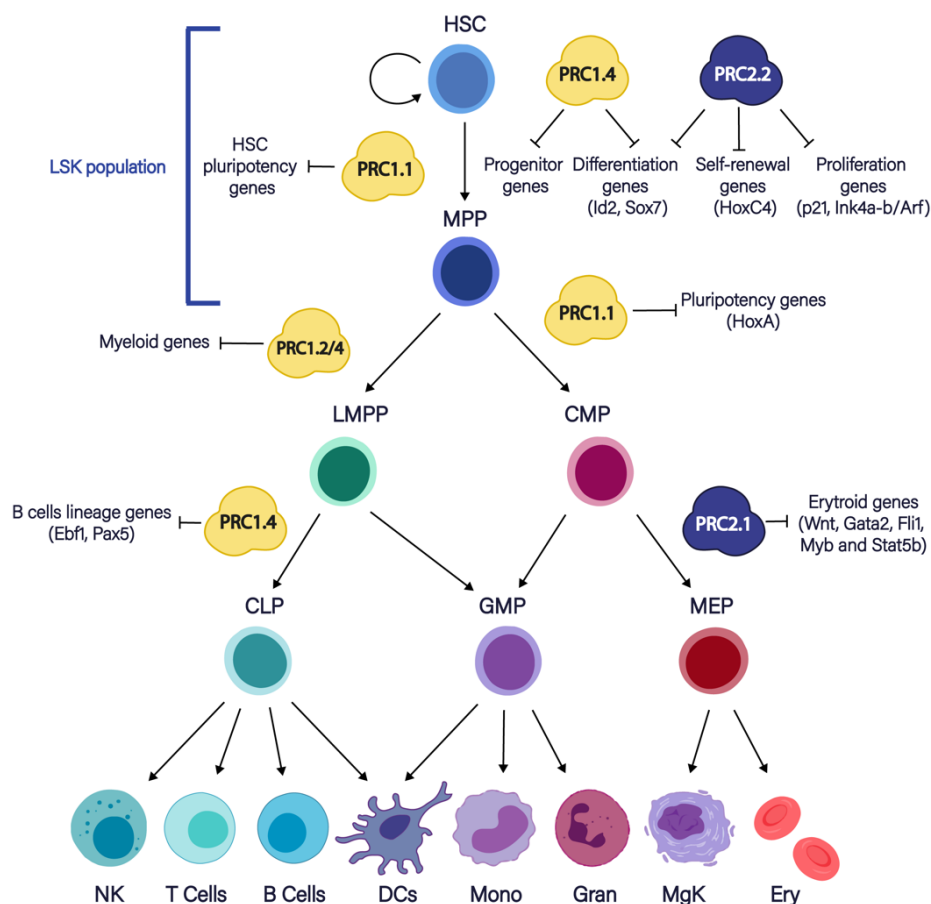 HSC
PRC1.4
PRC2.2
LSK population
HSC
pluripotency
genes
PRC1.1
Progenitor
genes
Differentiation
genes
(Id2, Sox7)
Self-renewal
genes
(HoxC4)
Proliferation
genes
(p21, Ink4a-b/Arf)
MPP
PRC1.1
Pluripotency genes
(HoxA)
Myeloid genes
PRC1.2/4
LMPP
CMP
B cells lineage genes
(Ebf1, Pax5)
PRC1.4
PRC2.1
Erytroid genes
(Wnt, Gata2, Fli1,
Myb and Stat5b)
CLP
GMP
MEP
NK
T Cells
B Cells
DCs
Mono
Gran
MgK
Ery